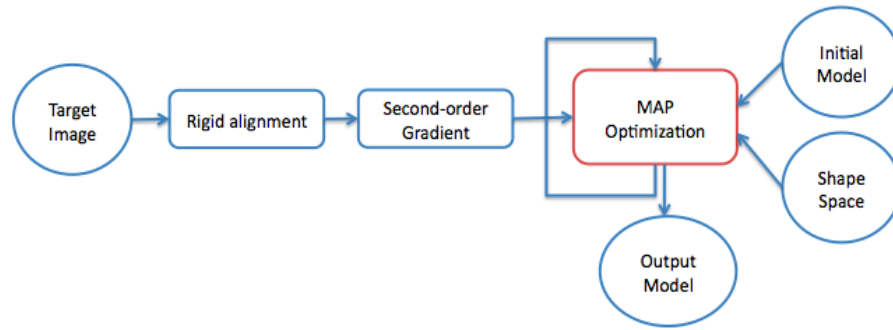 Target
Image
Rigid alignment
Second-order
Gradient
MAP
Optimization
Initial
Model
Shape
Space
Output
Model